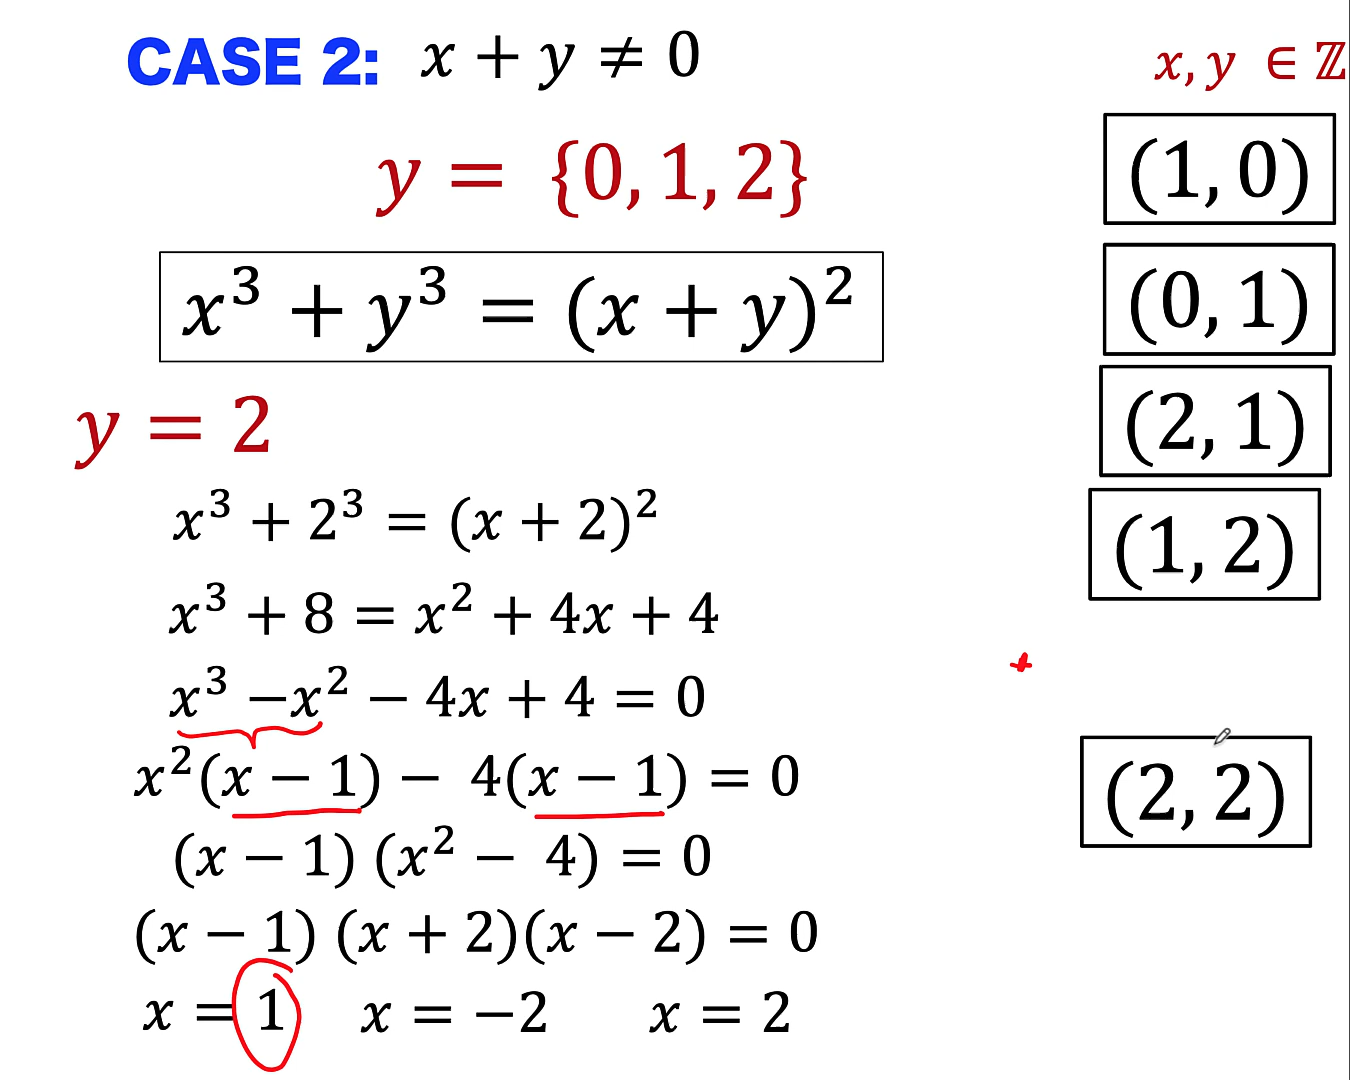 CASE 2: x + y ≠ 0
x, y ∈ ℤ
y = {0, 1, 2}
(1, 0)
x³ + y³ = (x + y)²
(0, 1)
y = 2
(2, 1)
x³ + 2³ = (x + 2)²
(1, 2)
x³ + 8 = x² + 4x + 4
x³ −x² − 4x + 4 = 0
x²(x − 1) − 4(x − 1) = 0
(2, 2)
(x − 1) (x² − 4) = 0
(x − 1) (x + 2)(x − 2) = 0
x = 1 x = −2 x = 2